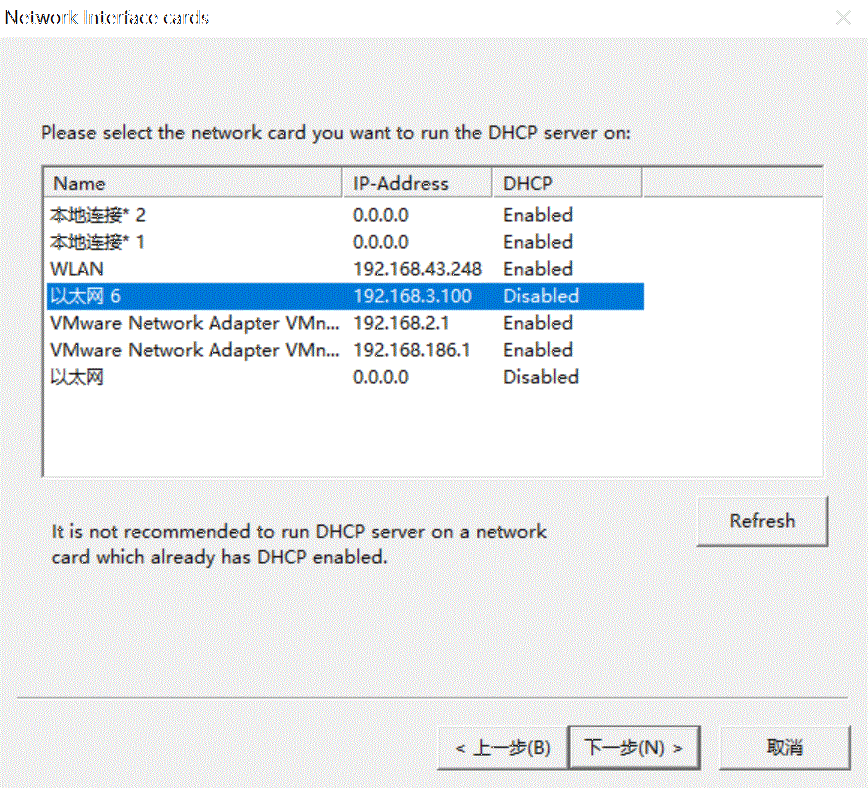 Network Interface cards
Please select the network card you want to run the DHCP server on:
Name IP-Address DHCP
本地连接* 2 0.0.0.0 Enabled
本地连接* 1 0.0.0.0 Enabled
WLAN 192.168.43.248 Enabled
以太网 6 192.168.3.100 Disabled
VMware Network Adapter VMn... 192.168.2.1 Enabled
VMware Network Adapter VMn... 192.168.186.1 Enabled
以太网 0.0.0.0 Disabled
Refresh
It is not recommended to run DHCP server on a network
card which already has DHCP enabled.
< 上一步(B) 下一步(N) > 取消